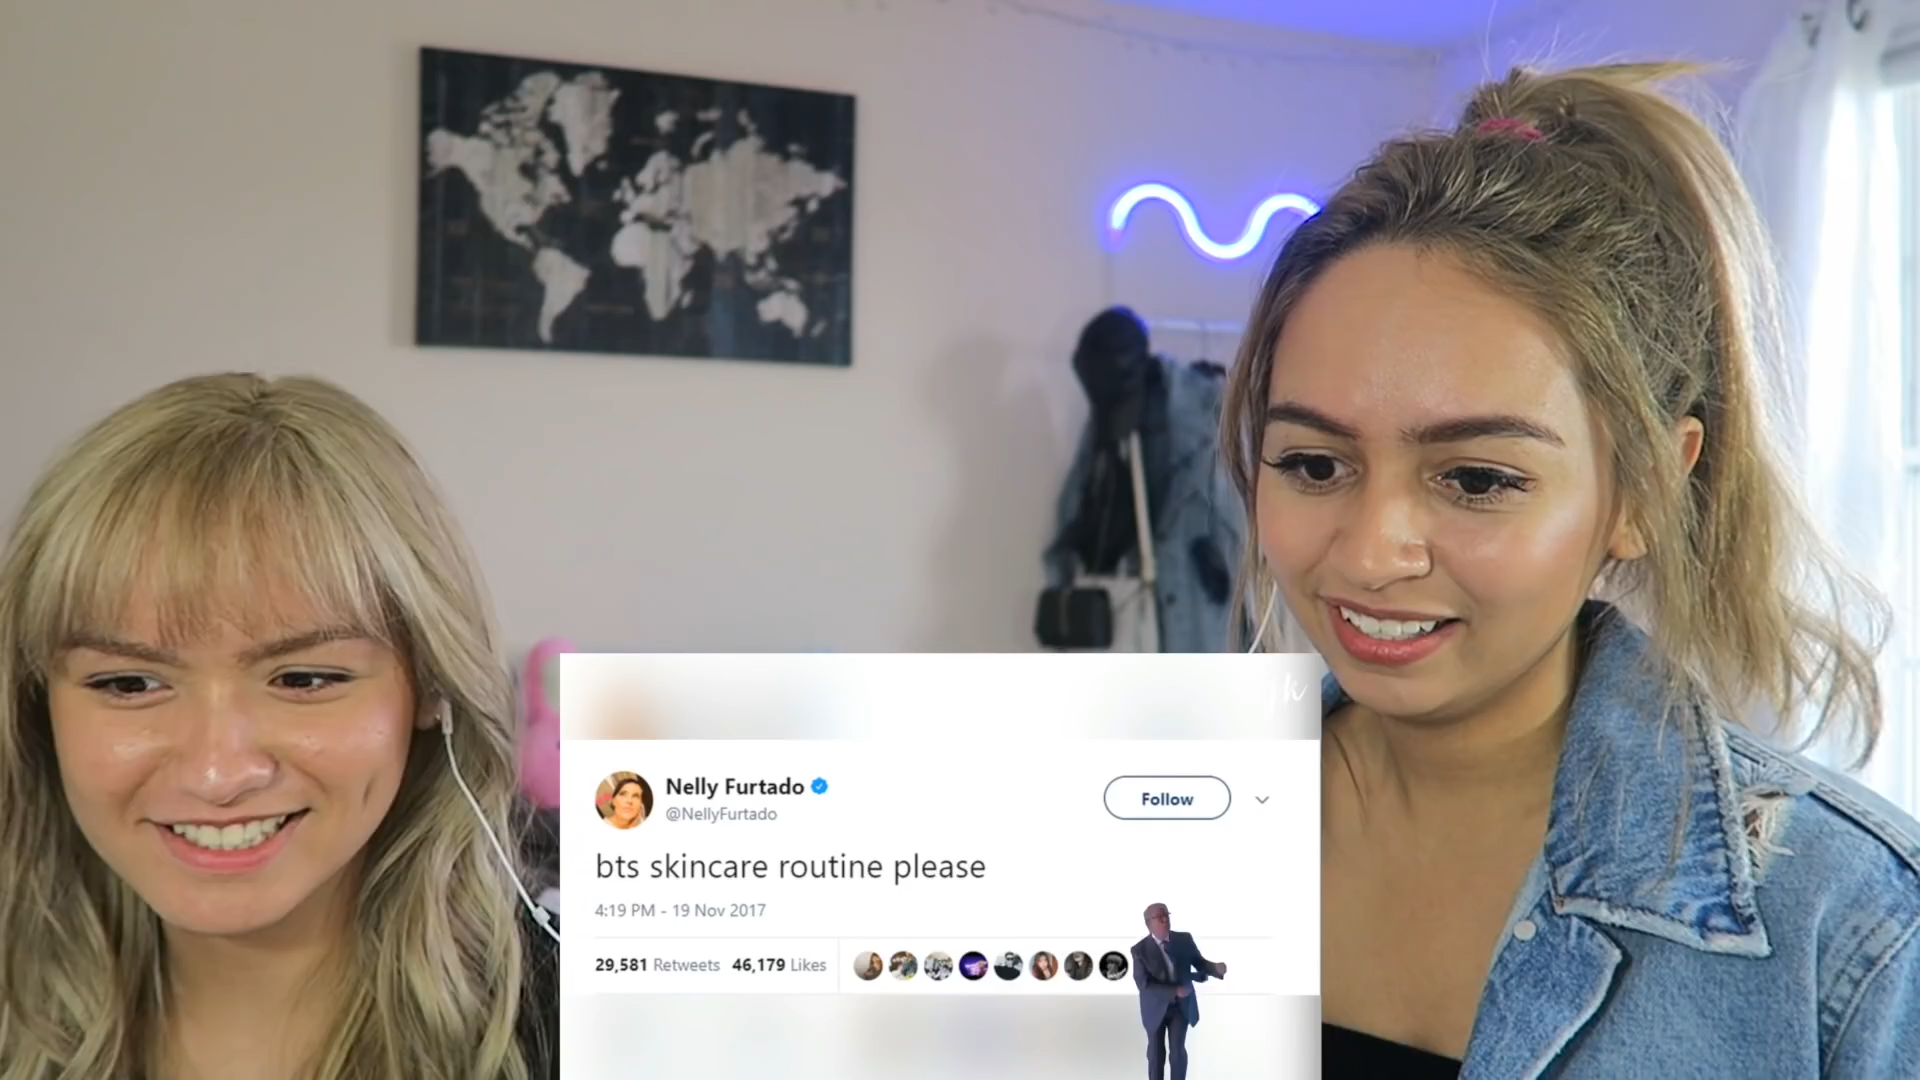 Nelly Furtado
@NellyFurtado
Follow
bts skincare routine please
4:19 PM - 19 Nov 2017
29,581 Retweets 46,179 Likes